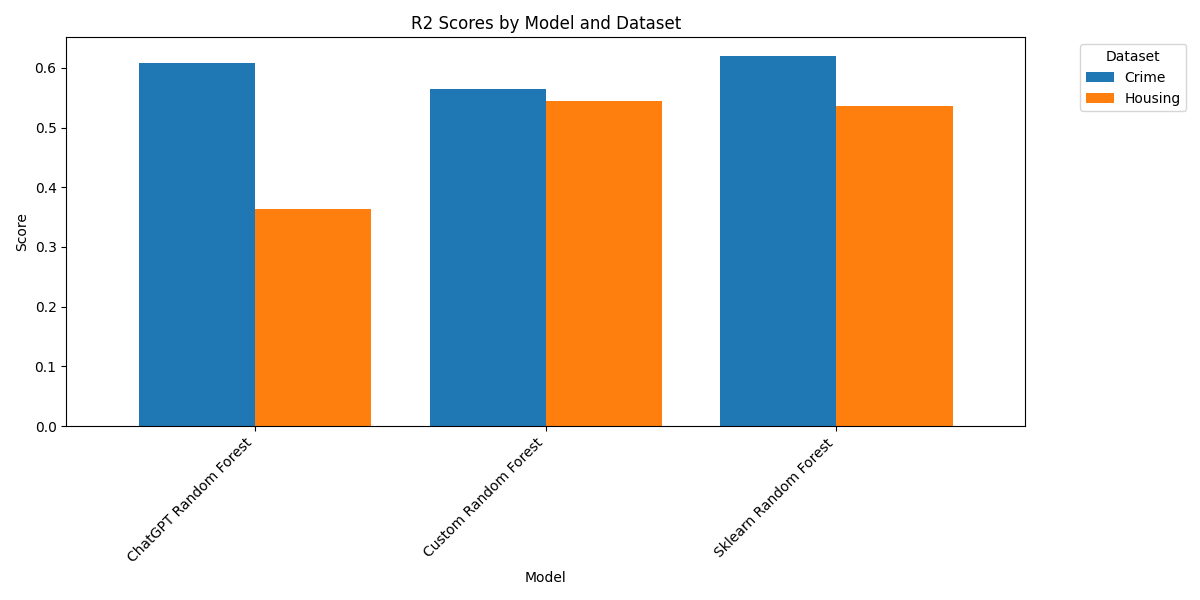 R2 Scores by Model and Dataset
Dataset
Crime
Housing
Score
0.6
0.5
0.4
0.3
0.2
0.1
0.0
ChatGPT Random Forest
Custom Random Forest
Sklearn Random Forest
Model